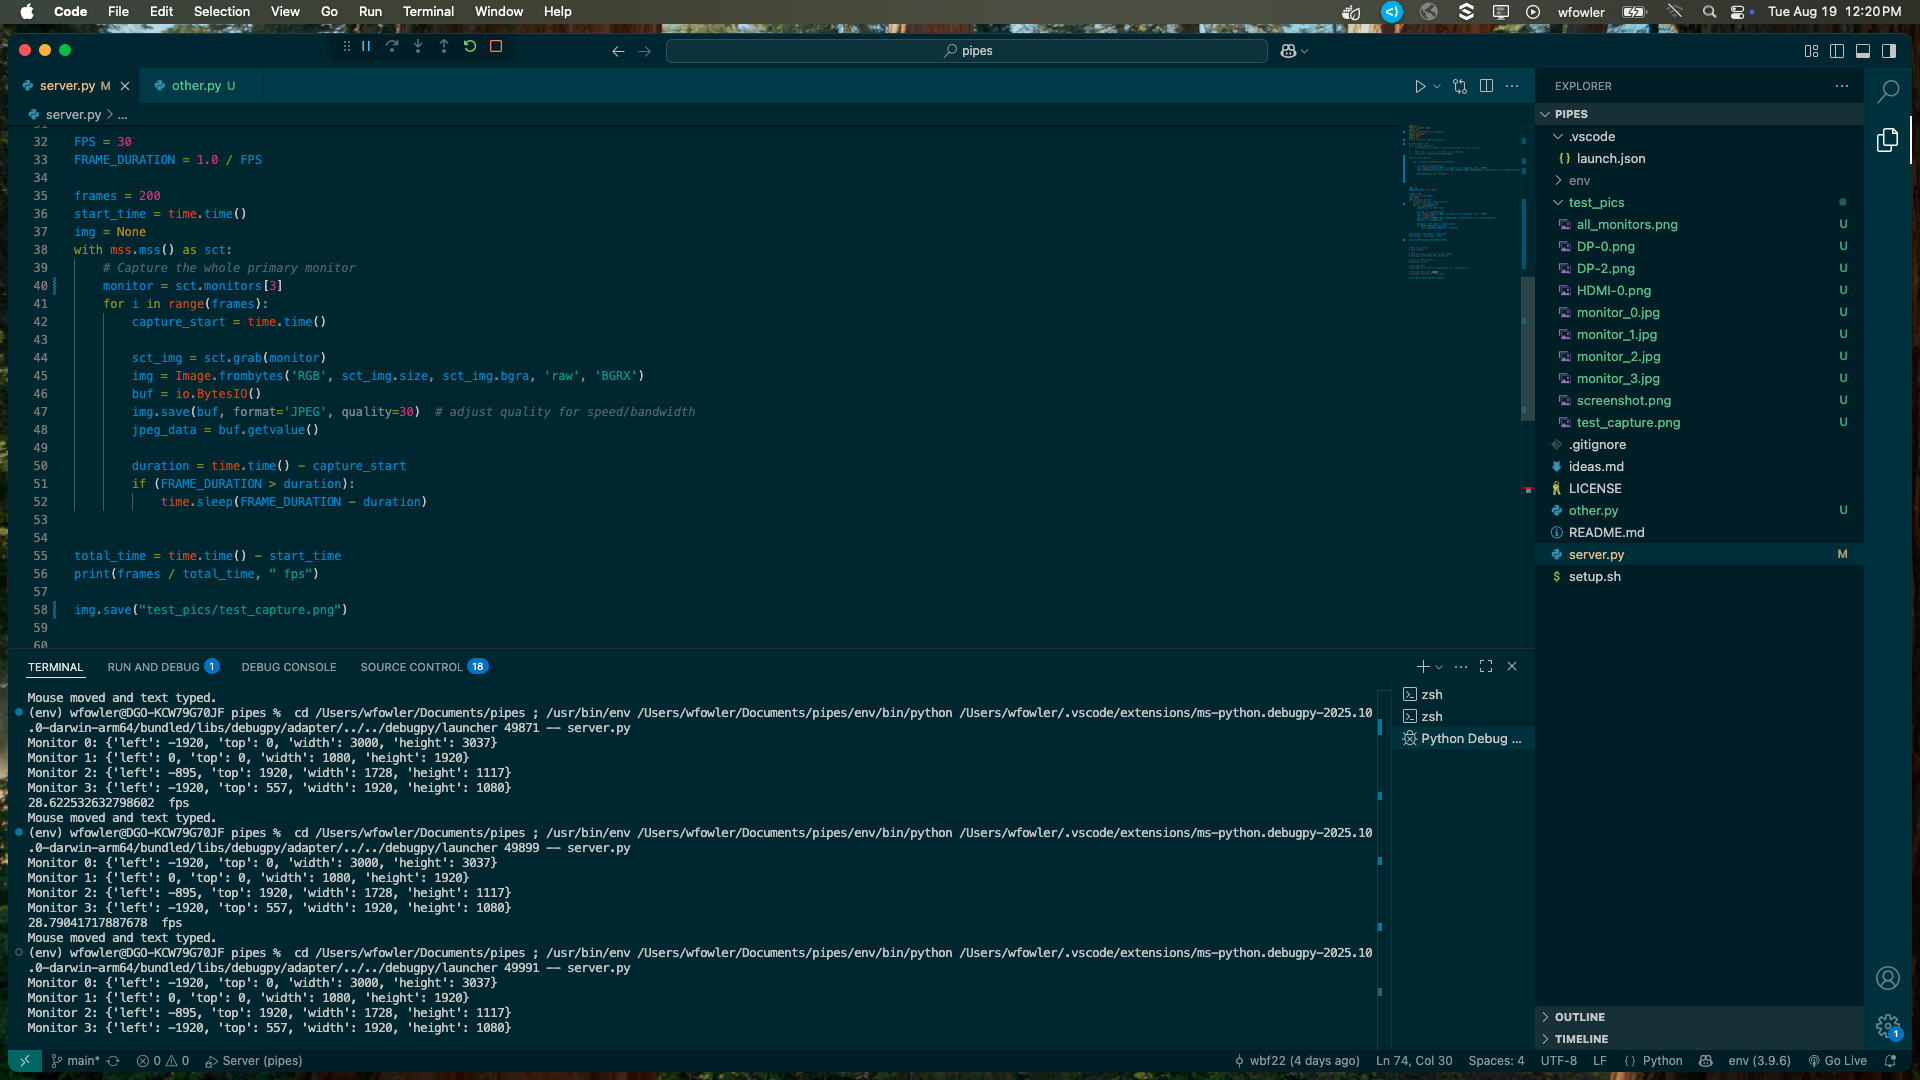 Code File Edit Selection View Go Run Terminal Window Help
wfowler
Tue Aug 19 12:20 PM
pipes
server.py M
other.py U
server.py > ...
32 FPS = 30
33 FRAME_DURATION = 1.0 / FPS
34
35 frames = 200
36 start_time = time.time()
37 img = None
38 with mss.mss() as sct:
39 # Capture the whole primary monitor
40 monitor = sct.monitors[3]
41 for i in range(frames):
42 capture_start = time.time()
43
44 sct_img = sct.grab(monitor)
45 img = Image.frombytes('RGB', sct_img.size, sct_img.bgra, 'raw', 'BGRX')
46 buf = io.BytesIO()
47 img.save(buf, format='JPEG', quality=30) # adjust quality for speed/bandwidth
48 jpeg_data = buf.getvalue()
49
50 duration = time.time() - capture_start
51 if (FRAME_DURATION > duration):
52 time.sleep(FRAME_DURATION - duration)
53
54
55 total_time = time.time() - start_time
56 print(frames / total_time, " fps")
57
58 img.save("test_pics/test_capture.png")
59
60
TERMINAL RUN AND DEBUG 1 DEBUG CONSOLE SOURCE CONTROL 18
Mouse moved and text typed.
(env) wfowler@DGO-KCW79G70JF pipes % cd /Users/wfowler/Documents/pipes ; /usr/bin/env /Users/wfowler/Documents/pipes/env/bin/python /Users/wfowler/.vscode/extensions/ms-python.debugpy-2025.10
.0-darwin-arm64/bundled/libs/debugpy/adapter/../../debugpy/launcher 49871 -- server.py
Monitor 0: {'left': -1920, 'top': 0, 'width': 3000, 'height': 3037}
Monitor 1: {'left': 0, 'top': 0, 'width': 1080, 'height': 1920}
Monitor 2: {'left': -895, 'top': 1920, 'width': 1728, 'height': 1117}
Monitor 3: {'left': -1920, 'top': 557, 'width': 1920, 'height': 1080}
28.622532632798602 fps
Mouse moved and text typed.
(env) wfowler@DGO-KCW79G70JF pipes % cd /Users/wfowler/Documents/pipes ; /usr/bin/env /Users/wfowler/Documents/pipes/env/bin/python /Users/wfowler/.vscode/extensions/ms-python.debugpy-2025.10
.0-darwin-arm64/bundled/libs/debugpy/adapter/../../debugpy/launcher 49899 -- server.py
Monitor 0: {'left': -1920, 'top': 0, 'width': 3000, 'height': 3037}
Monitor 1: {'left': 0, 'top': 0, 'width': 1080, 'height': 1920}
Monitor 2: {'left': -895, 'top': 1920, 'width': 1728, 'height': 1117}
Monitor 3: {'left': -1920, 'top': 557, 'width': 1920, 'height': 1080}
28.79041717887678 fps
Mouse moved and text typed.
(env) wfowler@DGO-KCW79G70JF pipes % cd /Users/wfowler/Documents/pipes ; /usr/bin/env /Users/wfowler/Documents/pipes/env/bin/python /Users/wfowler/.vscode/extensions/ms-python.debugpy-2025.10
.0-darwin-arm64/bundled/libs/debugpy/adapter/../../debugpy/launcher 49991 -- server.py
Monitor 0: {'left': -1920, 'top': 0, 'width': 3000, 'height': 3037}
Monitor 1: {'left': 0, 'top': 0, 'width': 1080, 'height': 1920}
Monitor 2: {'left': -895, 'top': 1920, 'width': 1728, 'height': 1117}
Monitor 3: {'left': -1920, 'top': 557, 'width': 1920, 'height': 1080}
zsh
zsh
Python Debug ...
EXPLORER
PIPES
.vscode
launch.json
env
test_pics
all_monitors.png U
DP-0.png U
DP-2.png U
HDMI-0.png U
monitor_0.jpg U
monitor_1.jpg U
monitor_2.jpg U
monitor_3.jpg U
screenshot.png U
test_capture.png U
.gitignore
ideas.md
LICENSE
other.py U
README.md
server.py M
setup.sh
OUTLINE
TIMELINE
1
main* 0 0 Server (pipes)
wbf22 (4 days ago) Ln 74, Col 30 Spaces: 4 UTF-8 LF {} Python env (3.9.6) Go Live